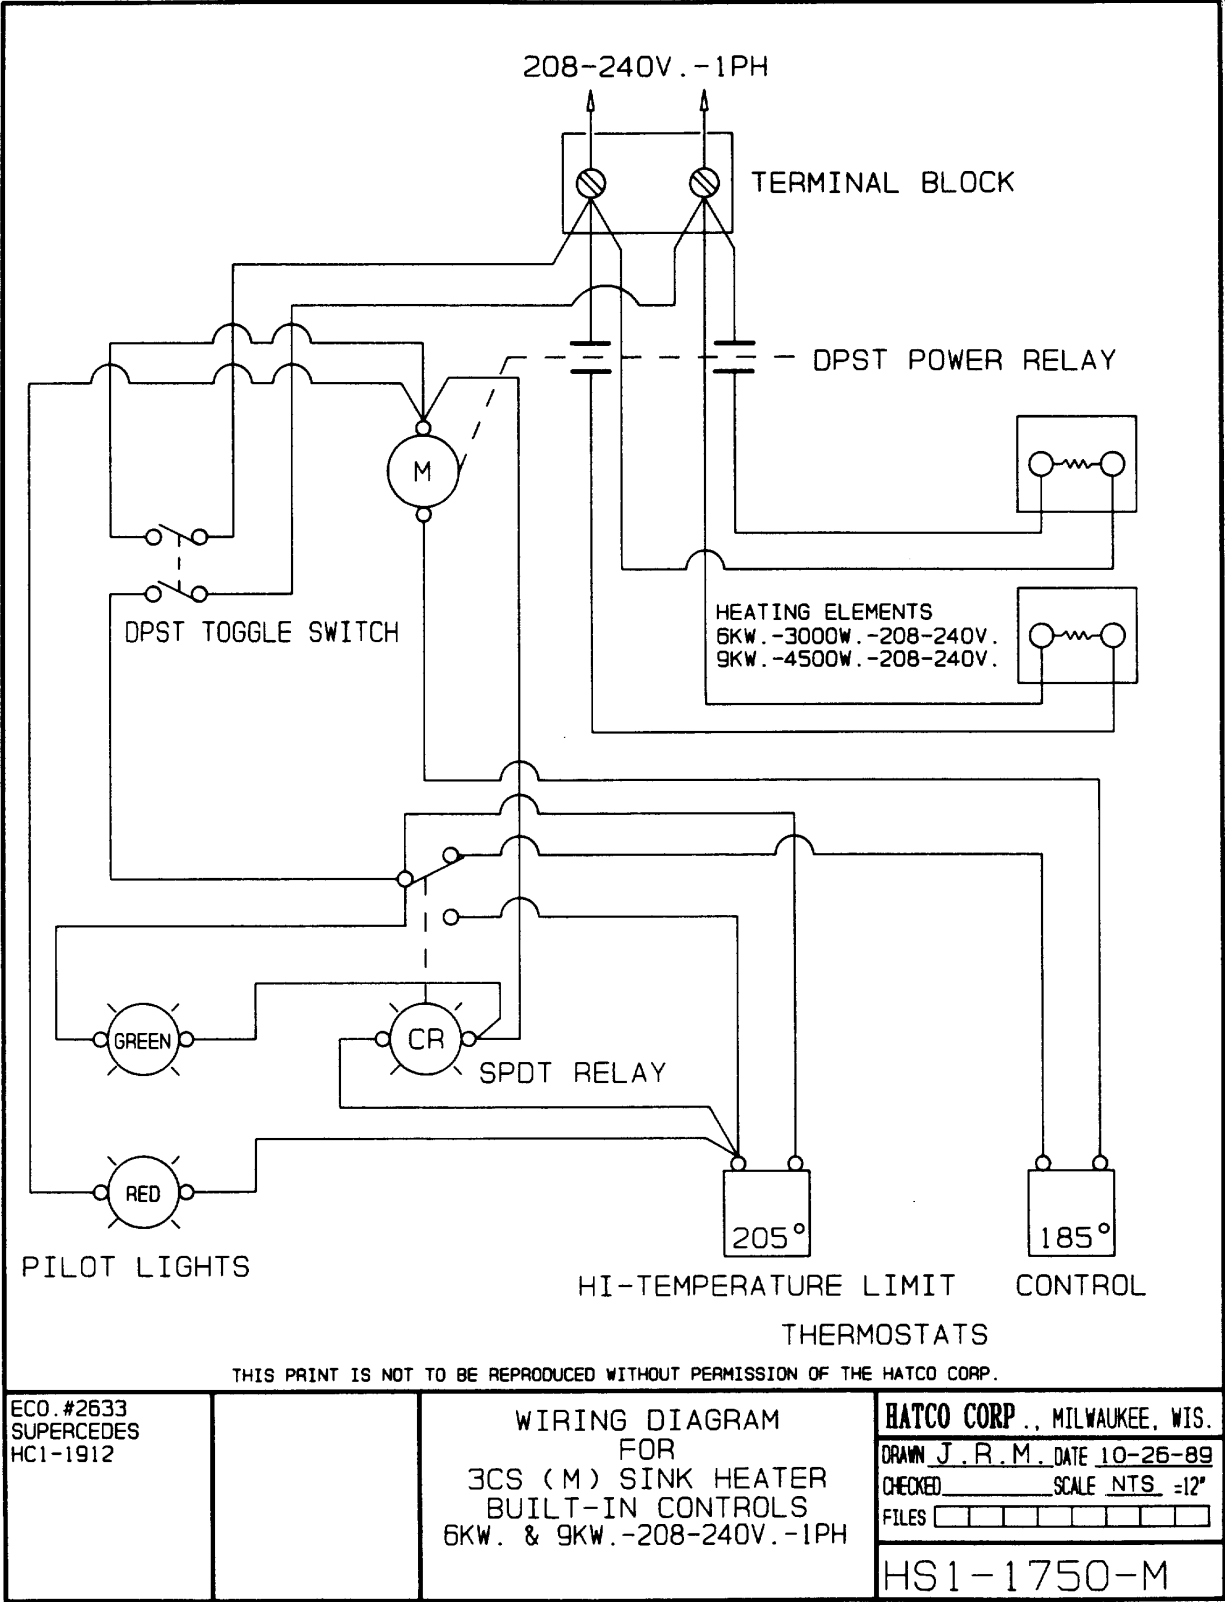 208-240V.-1PH
TERMINAL BLOCK
DPST POWER RELAY
M
DPST TOGGLE SWITCH
HEATING ELEMENTS
6KW.-3000W.-208-240V.
9KW.-4500W.-208-240V.
GREEN
CR
SPDT RELAY
RED
205°
185°
PILOT LIGHTS
HI-TEMPERATURE LIMIT
CONTROL
THERMOSTATS
THIS PRINT IS NOT TO BE REPRODUCED WITHOUT PERMISSION OF THE HATCO CORP.
ECO.#2633
SUPERCEDES
HC1-1912
WIRING DIAGRAM
FOR
3CS (M) SINK HEATER
BUILT-IN CONTROLS
6KW. & 9KW.-208-240V.-1PH
HATCO CORP., MILWAUKEE, WIS.
DRAWN J.R.M. DATE 10-26-89
CHECKED SCALE NTS =12"
FILES
HS1-1750-M